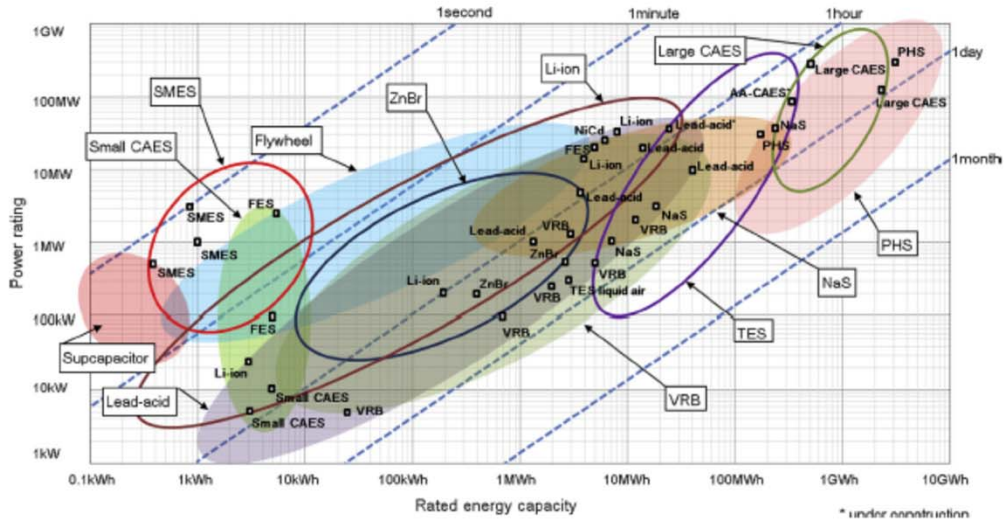 1second 1minute 1hour
1GW
Large CAES
PHS
1day
Li-ion
Large CAES
SMES
ZnBr
AA-CAES*
Large CAES
100MW
Li-ion
Lead-acid*
NaS
Small CAES
Flywheel
NiCd
FES
Lead-acid
PHS
Li-ion
1month
10MW
Lead-acid
Lead-acid
FES
SMES
VRB
NaS
Lead-acid
VRB
PHS
1MW
SMES
ZnBr
NaS
SMES
VRB
NaS
Li-ion
ZnBr
VRB
TES liquid air
100kW
FES
VRB
TES
Supcapacitor
Li-ion
10kW
Lead-acid
Small CAES
VRB
VRB
Small CAES
1kW
Power rating
0.1kWh 1kWh 10kWh 100kWh 1MWh 10MWh 100MWh 1GWh 10GWh
Rated energy capacity
* under construction